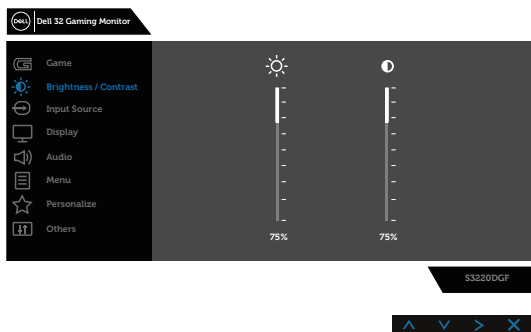 DELL
Dell 32 Gaming Monitor
Game
Brightness / Contrast
Input Source
Display
Audio
Menu
Personalize
Others
75%
75%
S3220DGF